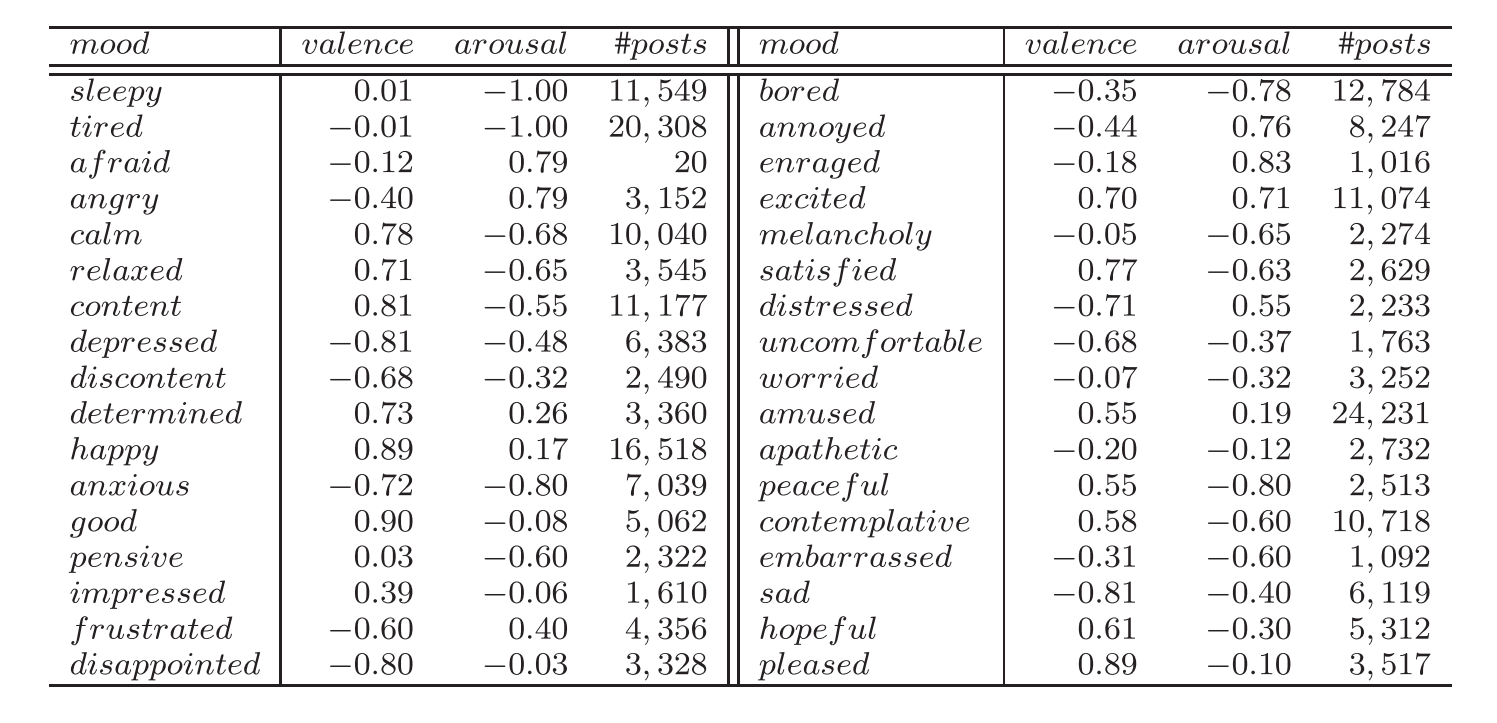 mood valence arousal #posts mood valence arousal #posts
sleepy 0.01 −1.00 11,549 bored −0.35 −0.78 12,784
tired −0.01 −1.00 20,308 annoyed −0.44 0.76 8,247
afraid −0.12 0.79 20 enraged −0.18 0.83 1,016
angry −0.40 0.79 3,152 excited 0.70 0.71 11,074
calm 0.78 −0.68 10,040 melancholy −0.05 −0.65 2,274
relaxed 0.71 −0.65 3,545 satisfied 0.77 −0.63 2,629
content 0.81 −0.55 11,177 distressed −0.71 0.55 2,233
depressed −0.81 −0.48 6,383 uncomfortable −0.68 −0.37 1,763
discontent −0.68 −0.32 2,490 worried −0.07 −0.32 3,252
determined 0.73 0.26 3,360 amused 0.55 0.19 24,231
happy 0.89 0.17 16,518 apathetic −0.20 −0.12 2,732
anxious −0.72 −0.80 7,039 peaceful 0.55 −0.80 2,513
good 0.90 −0.08 5,062 contemplative 0.58 −0.60 10,718
pensive 0.03 −0.60 2,322 embarrassed −0.31 −0.60 1,092
impressed 0.39 −0.06 1,610 sad −0.81 −0.40 6,119
frustrated −0.60 0.40 4,356 hopeful 0.61 −0.30 5,312
disappointed −0.80 −0.03 3,328 pleased 0.89 −0.10 3,517